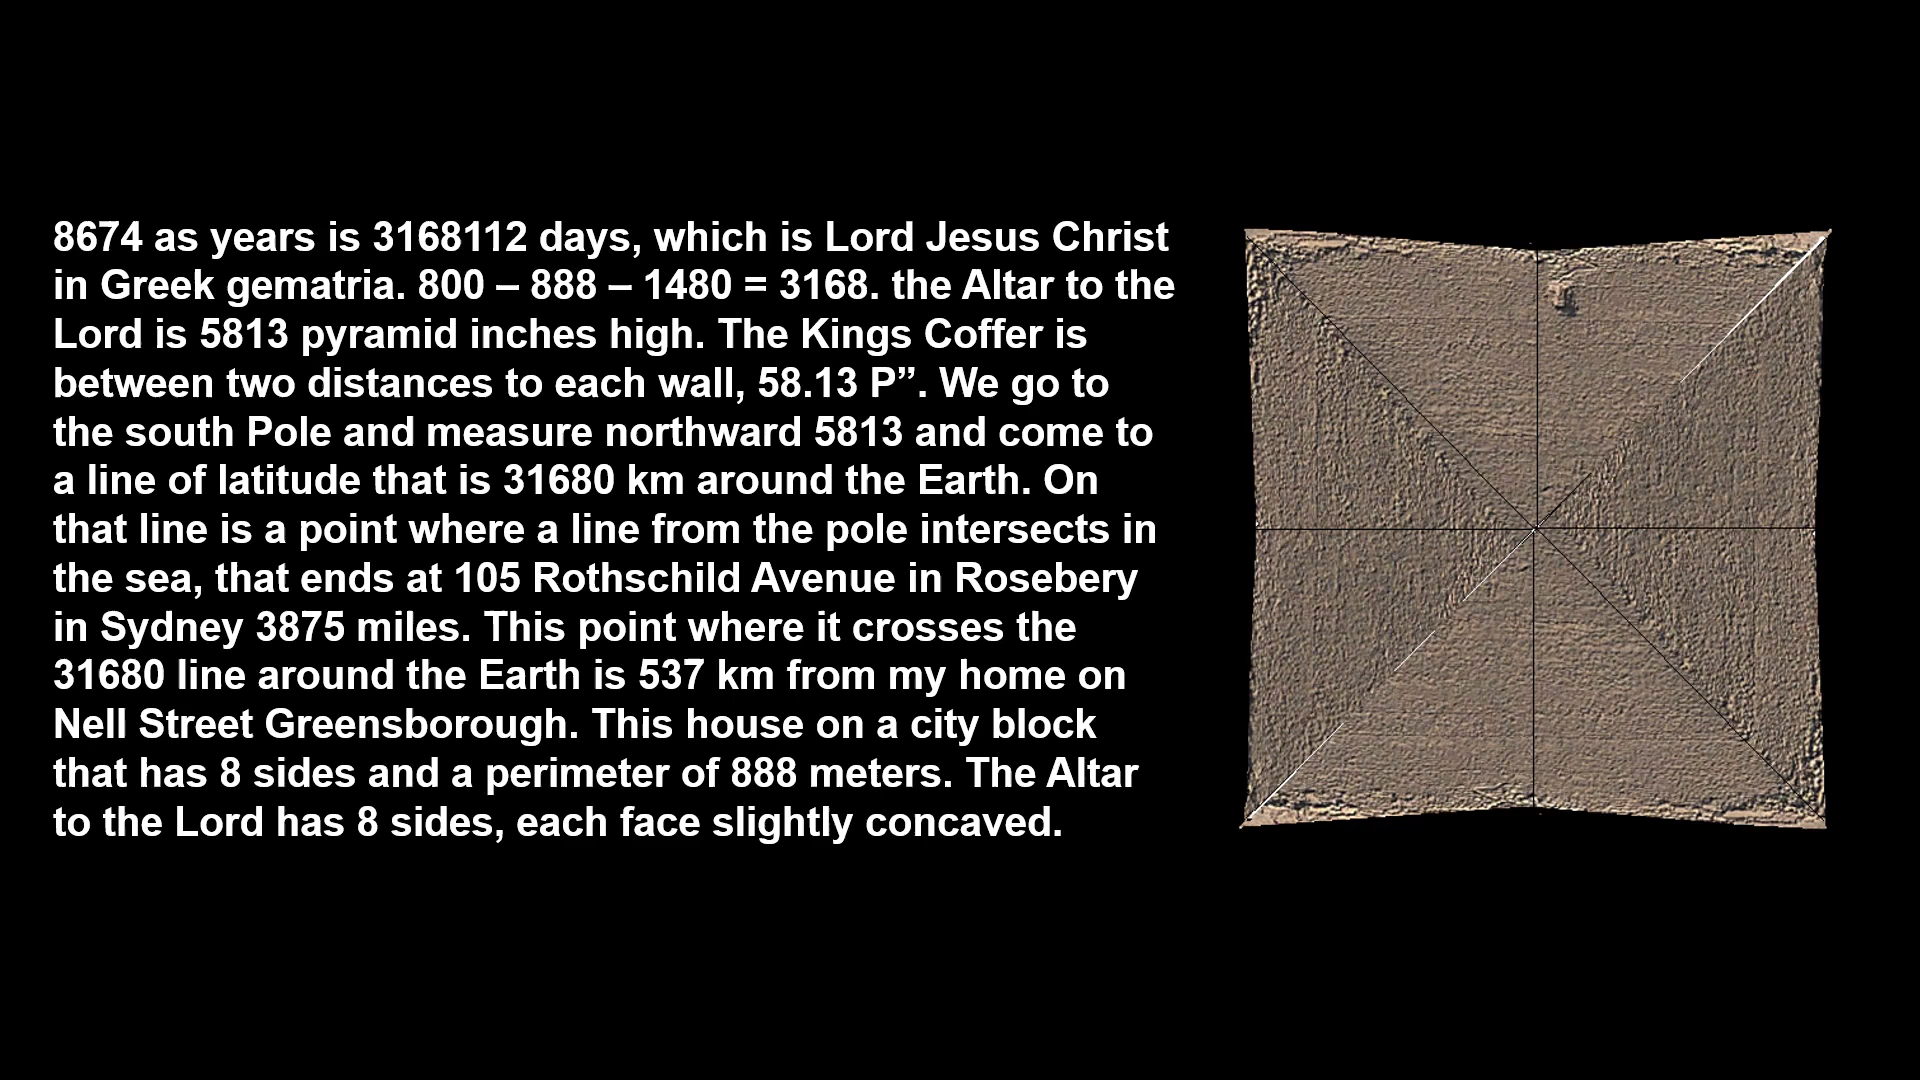 8674 as years is 3168112 days, which is Lord Jesus Christ
in Greek gematria. 800 – 888 – 1480 = 3168. the Altar to the
Lord is 5813 pyramid inches high. The Kings Coffer is
between two distances to each wall, 58.13 P”. We go to
the south Pole and measure northward 5813 and come to
a line of latitude that is 31680 km around the Earth. On
that line is a point where a line from the pole intersects in
the sea, that ends at 105 Rothschild Avenue in Rosebery
in Sydney 3875 miles. This point where it crosses the
31680 line around the Earth is 537 km from my home on
Nell Street Greensborough. This house on a city block
that has 8 sides and a perimeter of 888 meters. The Altar
to the Lord has 8 sides, each face slightly concaved.